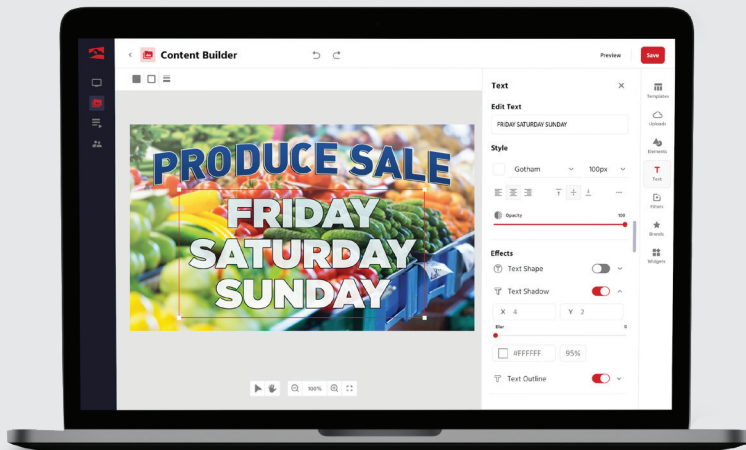 Content Builder
Preview
Save
PRODUCE SALE
FRIDAY
SATURDAY
SUNDAY
100%
Text
Edit Text
FRIDAY SATURDAY SUNDAY
Style
Gotham
100px
Opacity
100
Effects
Text Shape
Text Shadow
X 4
Y 2
Blur
0
#FFFFFF
95%
Text Outline
Templates
Uploads
Elements
Text
Filters
Brands
Widgets